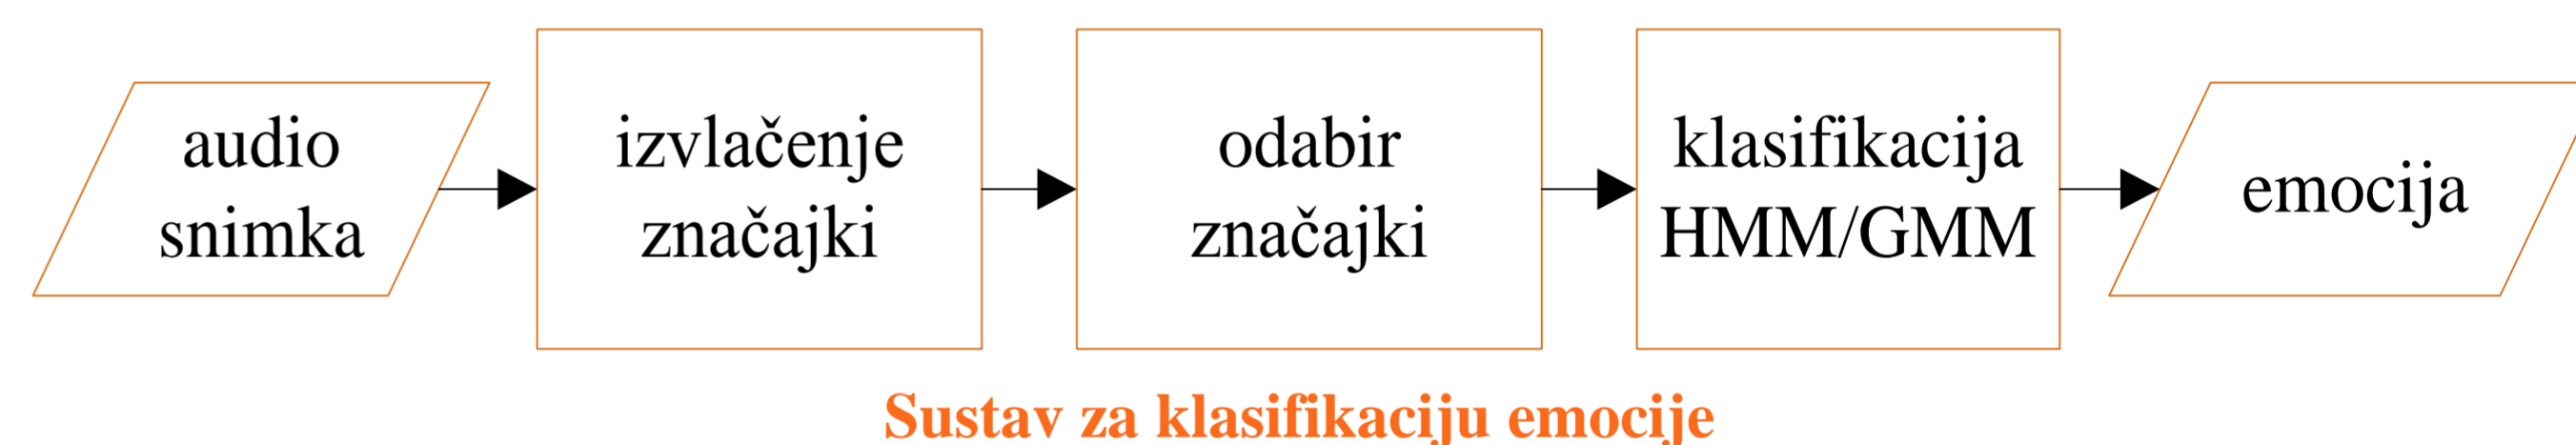 audio
snimka
izvlačenje
značajki
odabir
značajki
klasifikacija
HMM/GMM
emocija
Sustav za klasifikaciju emocije